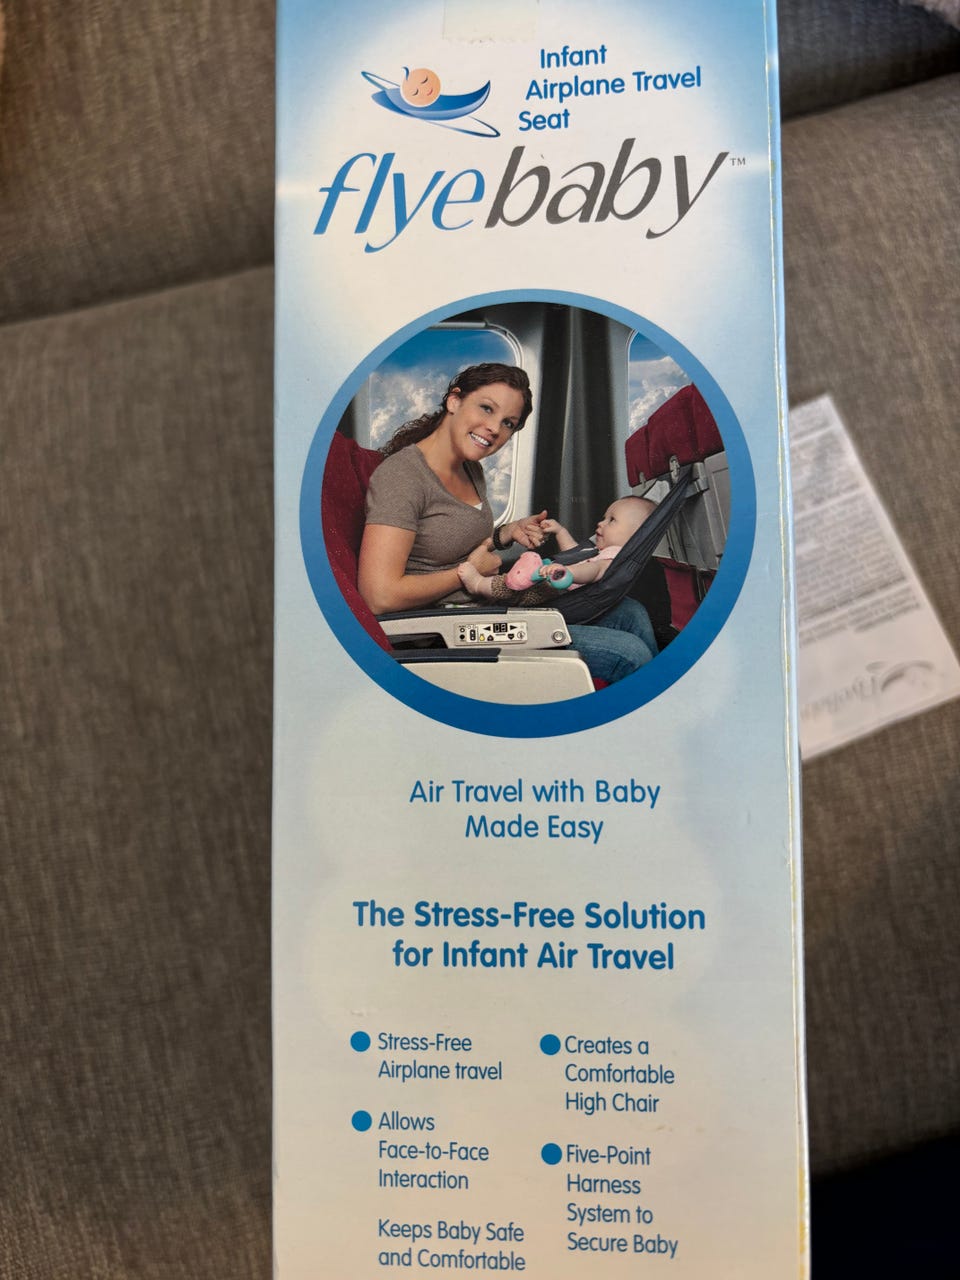 Infant
Airplane Travel
Seat
flyebaby™
Air Travel with Baby
Made Easy
The Stress-Free Solution
for Infant Air Travel
Stress-Free
Airplane travel
Allows
Face-to-Face
Interaction
Keeps Baby Safe
and Comfortable
Creates a
Comfortable
High Chair
Five-Point
Harness
System to
Secure Baby